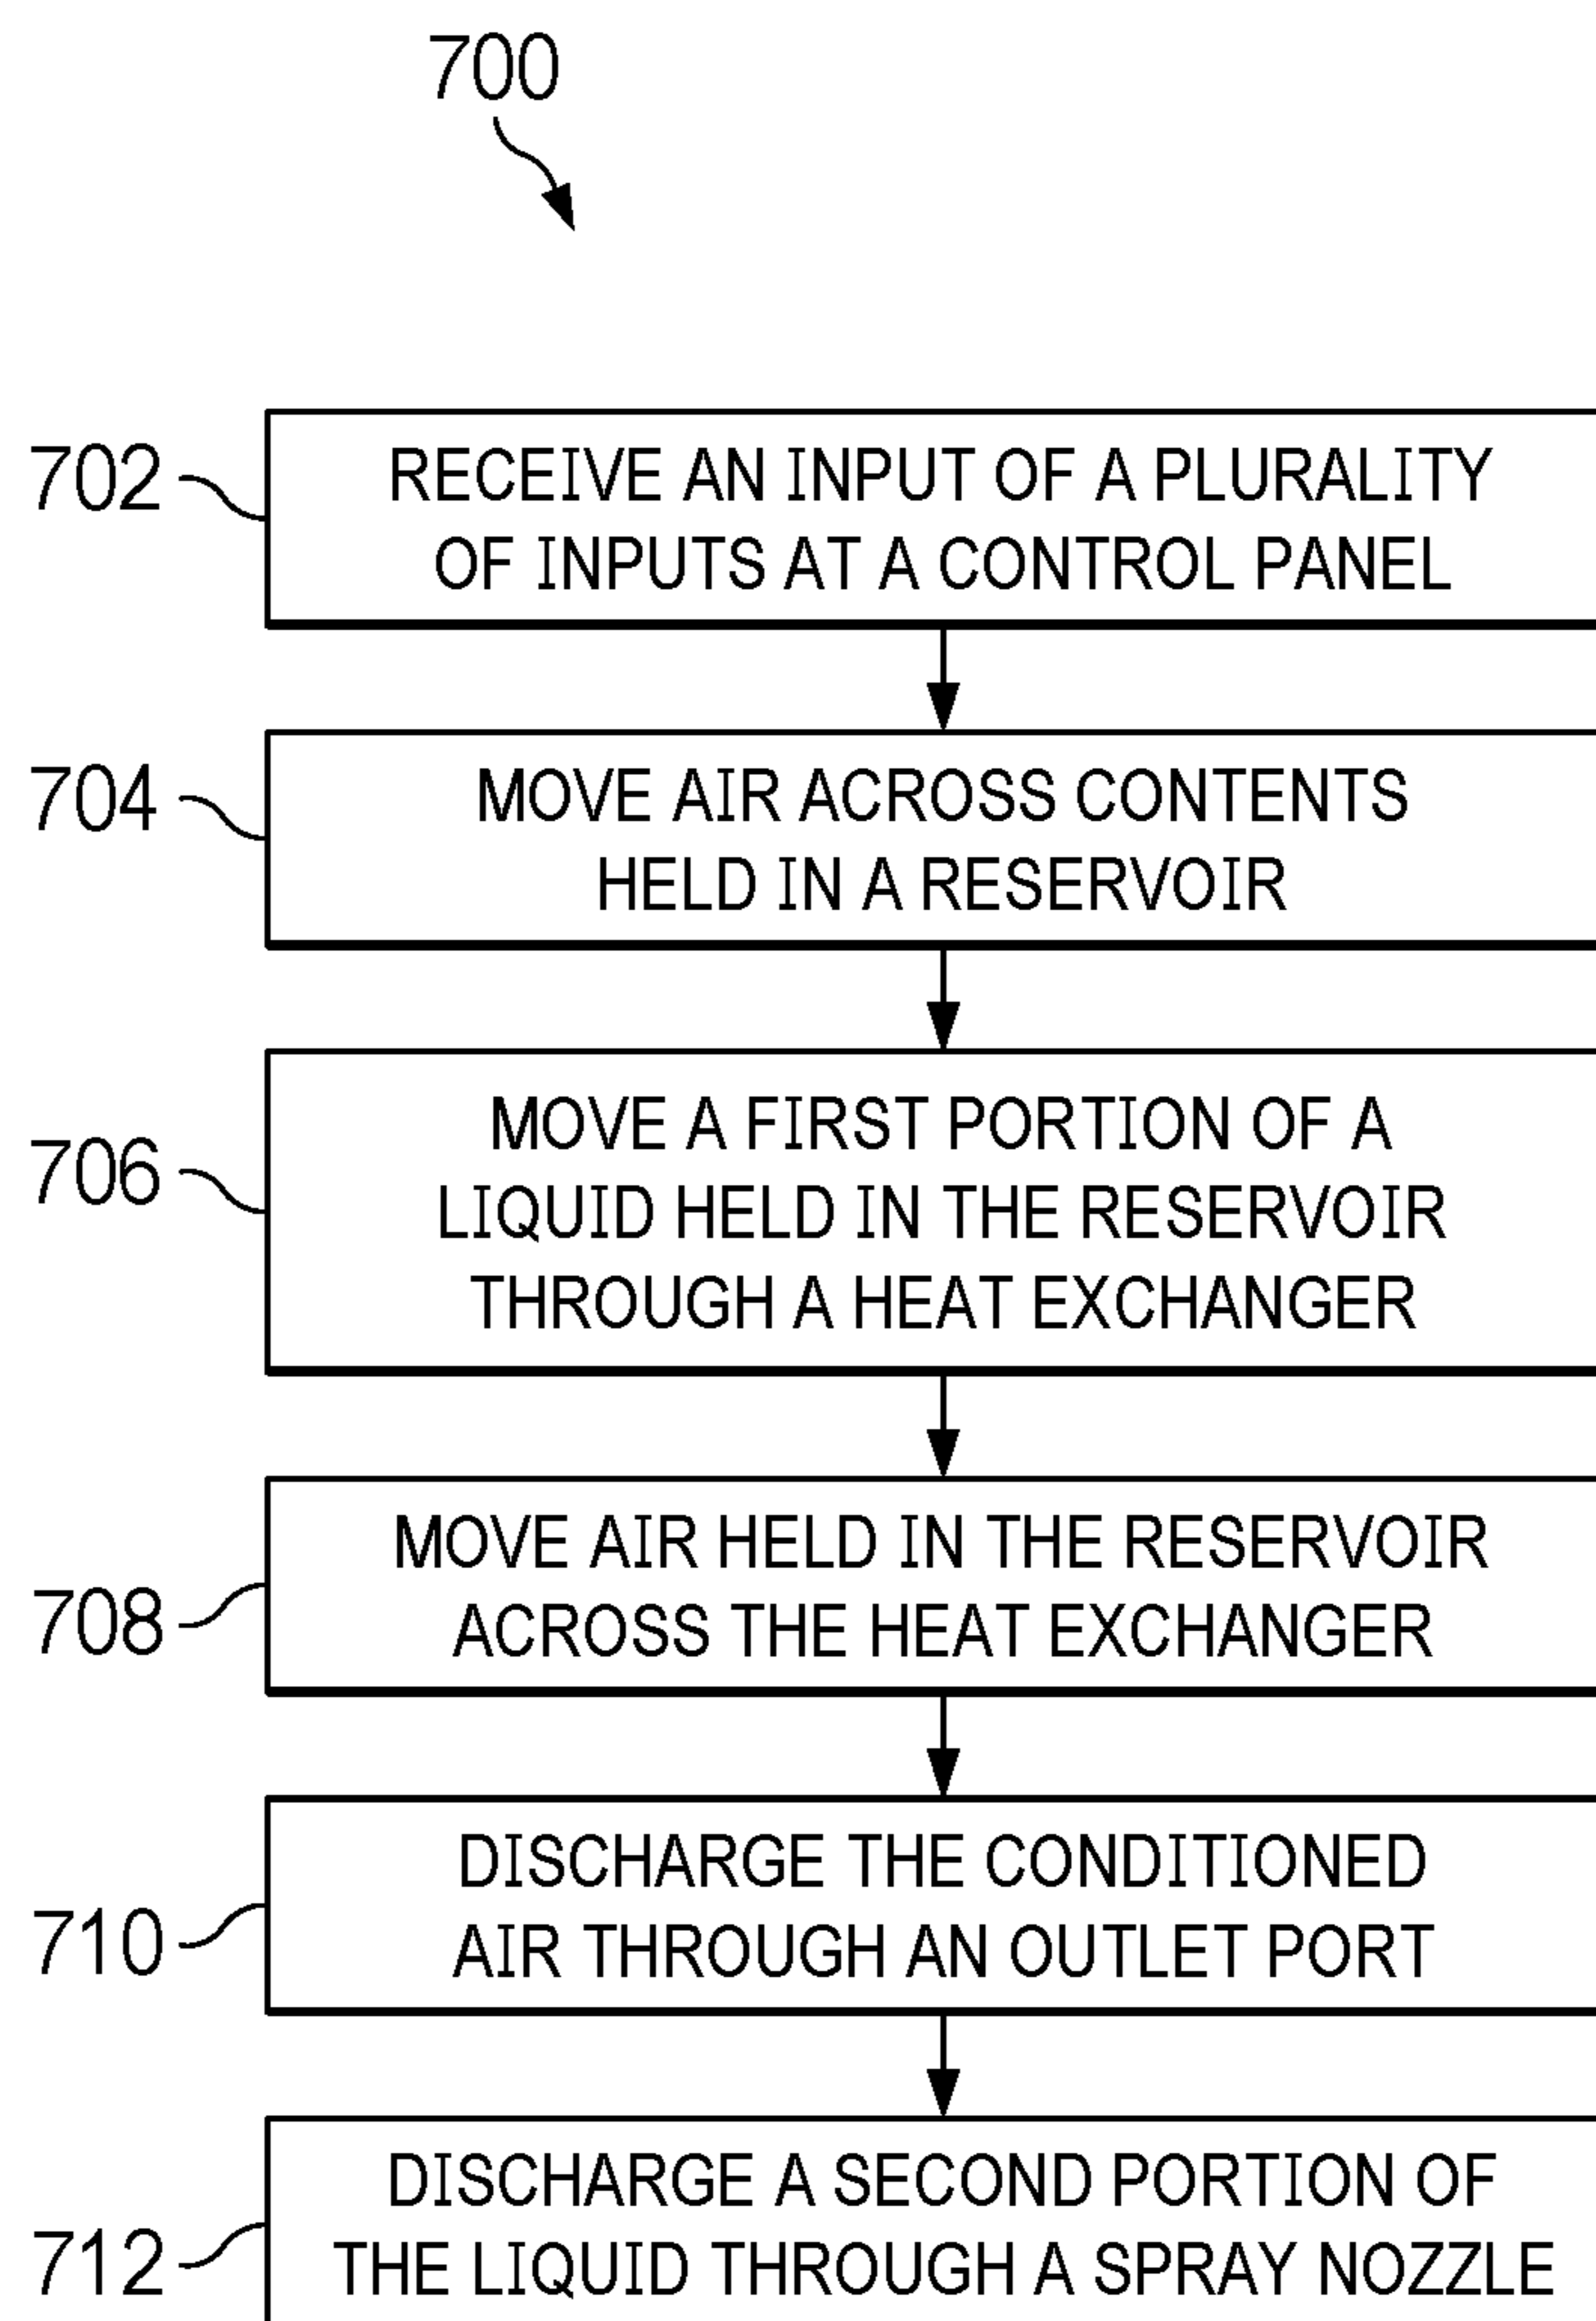 700
702
RECEIVE AN INPUT OF A PLURALITY
OF INPUTS AT A CONTROL PANEL
704
MOVE AIR ACROSS CONTENTS
HELD IN A RESERVOIR
706
MOVE A FIRST PORTION OF A
LIQUID HELD IN THE RESERVOIR
THROUGH A HEAT EXCHANGER
708
MOVE AIR HELD IN THE RESERVOIR
ACROSS THE HEAT EXCHANGER
710
DISCHARGE THE CONDITIONED
AIR THROUGH AN OUTLET PORT
712
DISCHARGE A SECOND PORTION OF
THE LIQUID THROUGH A SPRAY NOZZLE